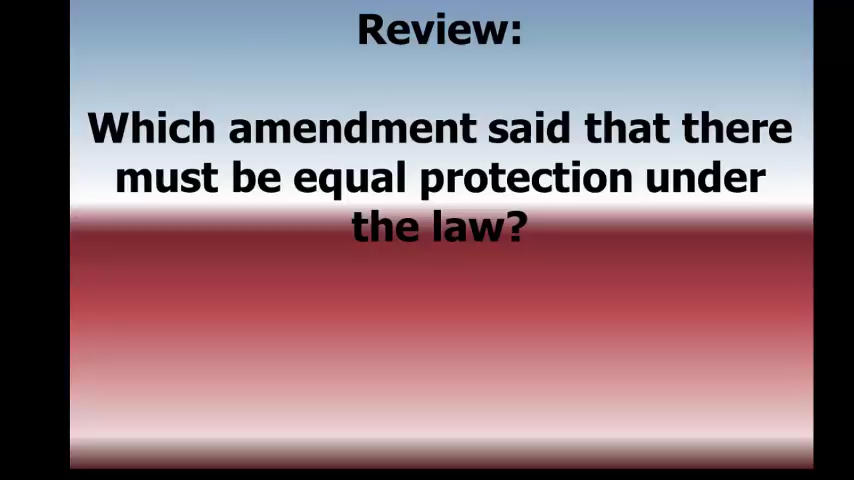 Review:
Which amendment said that there
must be equal protection under
the law?